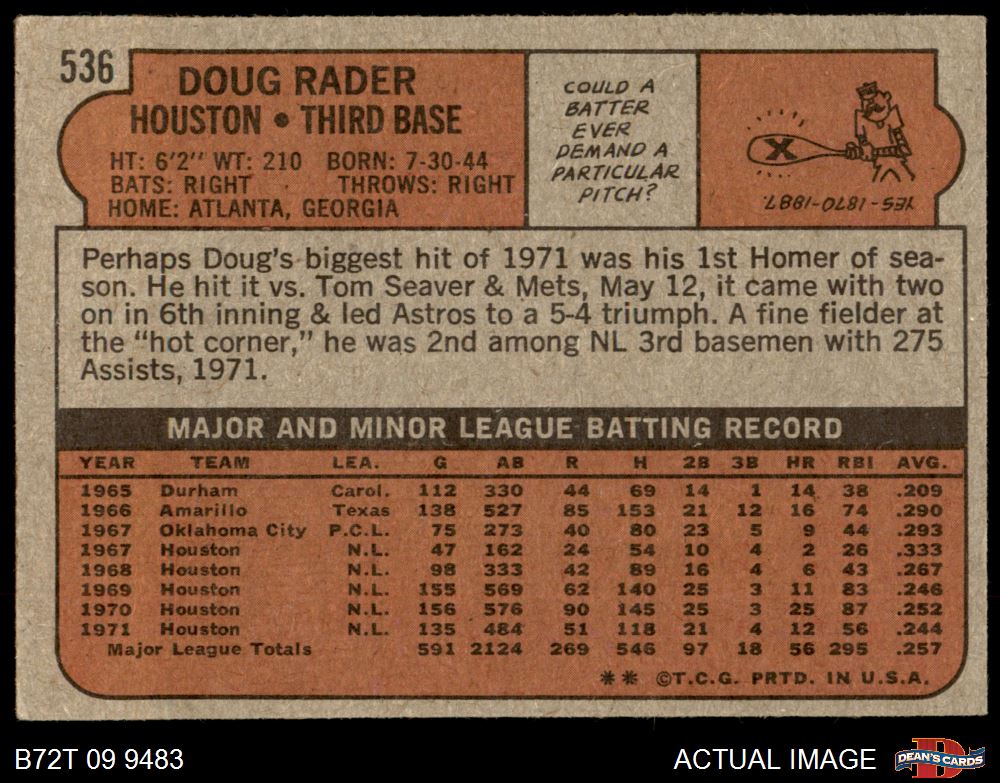 536
DOUG RADER
HOUSTON • THIRD BASE
HT: 6'2" WT: 210 BORN: 7-30-44
BATS: RIGHT THROWS: RIGHT
HOME: ATLANTA, GEORGIA
COULD A
BATTER
EVER
DEMAND A
PARTICULAR
PITCH?
X
YES-1870-1887.
Perhaps Doug's biggest hit of 1971 was his 1st Homer of sea-
son. He hit it vs. Tom Seaver & Mets, May 12, it came with two
on in 6th inning & led Astros to a 5-4 triumph. A fine fielder at
the "hot corner," he was 2nd among NL 3rd basemen with 275
Assists, 1971.
MAJOR AND MINOR LEAGUE BATTING RECORD
YEAR TEAM LEA. G AB R H 2B 3B HR RBI AVG.
1965 Durham Carol. 112 330 44 69 14 1 14 38 .209
1966 Amarillo Texas 138 527 85 153 21 12 16 74 .290
1967 Oklahoma City P.C.L. 75 273 40 80 23 5 9 44 .293
1967 Houston N.L. 47 162 24 54 10 4 2 26 .333
1968 Houston N.L. 98 333 42 89 16 4 6 43 .267
1969 Houston N.L. 155 569 62 140 25 3 11 83 .246
1970 Houston N.L. 156 576 90 145 25 3 25 87 .252
1971 Houston N.L. 135 484 51 118 21 4 12 56 .244
Major League Totals 591 2124 269 546 97 18 56 295 .257
** ©T.C.G. PRTD. IN U.S.A.
B72T 09 9483
ACTUAL IMAGE
D
DEAN'S CARDS